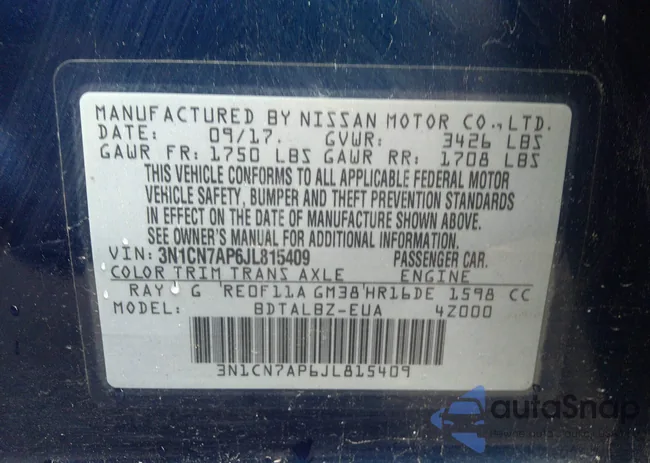 MANUFACTURED BY NISSAN MOTOR CO.,LTD.
DATE: 09/17. GVWR: 3426 LBS
GAWR FR: 1750 LBS GAWR RR: 1708 LBS
THIS VEHICLE CONFORMS TO ALL APPLICABLE FEDERAL MOTOR
VEHICLE SAFETY, BUMPER AND THEFT PREVENTION STANDARDS
IN EFFECT ON THE DATE OF MANUFACTURE SHOWN ABOVE.
SEE OWNER'S MANUAL FOR ADDITIONAL INFORMATION.
VIN: 3N1CN7AP6JL815409 PASSENGER CAR.
COLOR TRIM TRANS AXLE ENGINE
RAY G RE0F11A GM38 HR16DE 1598 CC
MODEL: BDTALBZ-EUA 4Z000
3N1CN7AP6JL815409
autoSnap